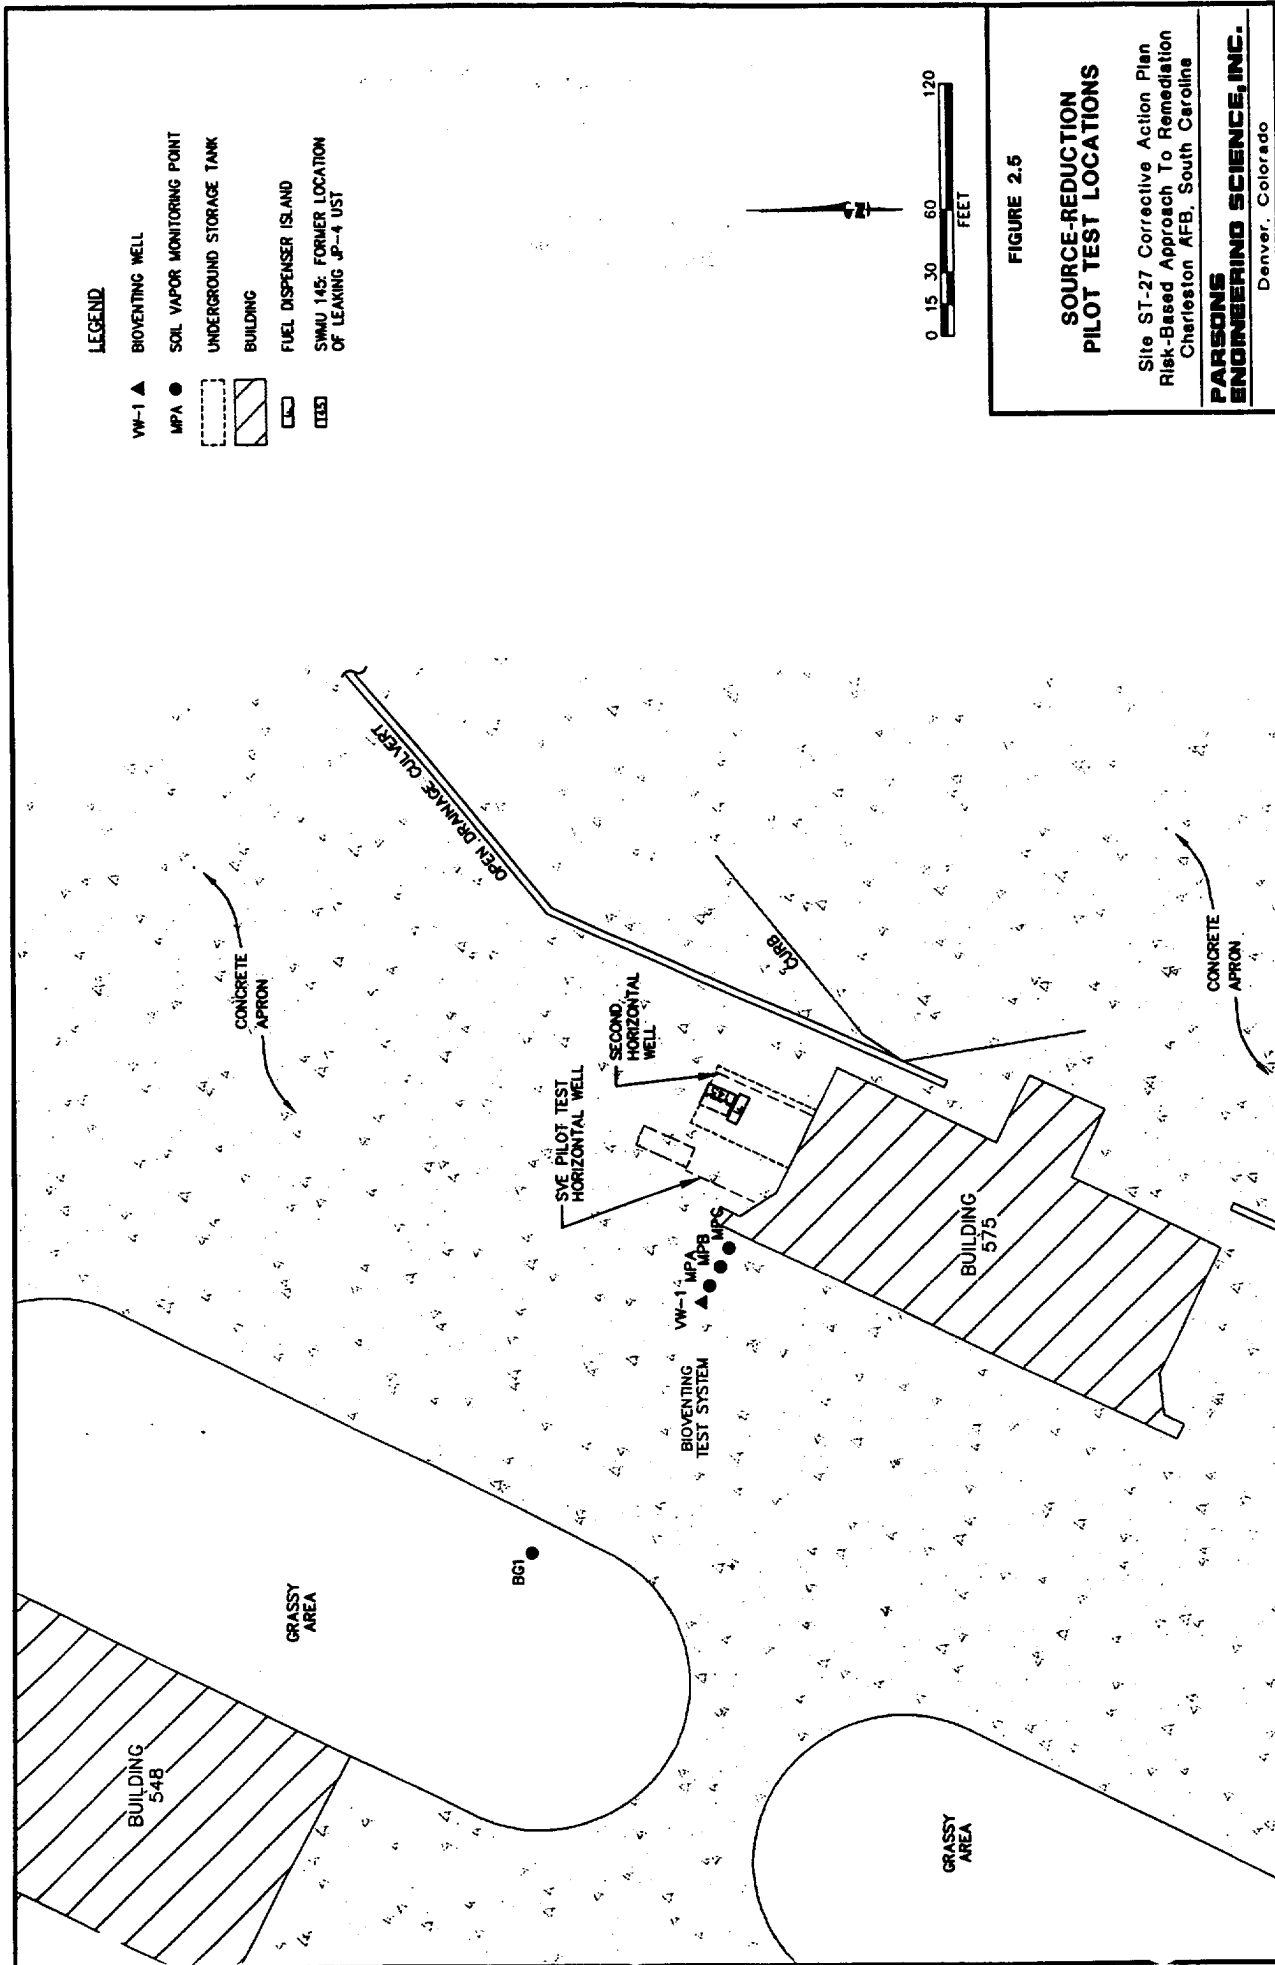 LEGEND
VW-1 BIOVENTING WELL
MPA SOIL VAPOR MONITORING POINT
UNDERGROUND STORAGE TANK
BUILDING
FUEL DISPENSER ISLAND
145 SWMU 145: FORMER LOCATION
OF LEAKING JP-4 UST
BUILDING
548
GRASSY
AREA
BG1
CONCRETE
APRON
OPEN DRAINAGE CULVERT
SVE PILOT TEST
HORIZONTAL WELL
SECOND
HORIZONTAL
WELL
145
VW-1
MPA
MPB
MPC
BIOVENTING
TEST SYSTEM
CURB
BUILDING
575
GRASSY
AREA
CONCRETE
APRON
N
0 15 30 60 120
FEET
FIGURE 2.5
SOURCE-REDUCTION
PILOT TEST LOCATIONS
Site ST-27 Corrective Action Plan
Risk-Based Approach To Remediation
Charleston AFB, South Carolina
PARSONS
ENGINEERING SCIENCE, INC.
Denver, Colorado